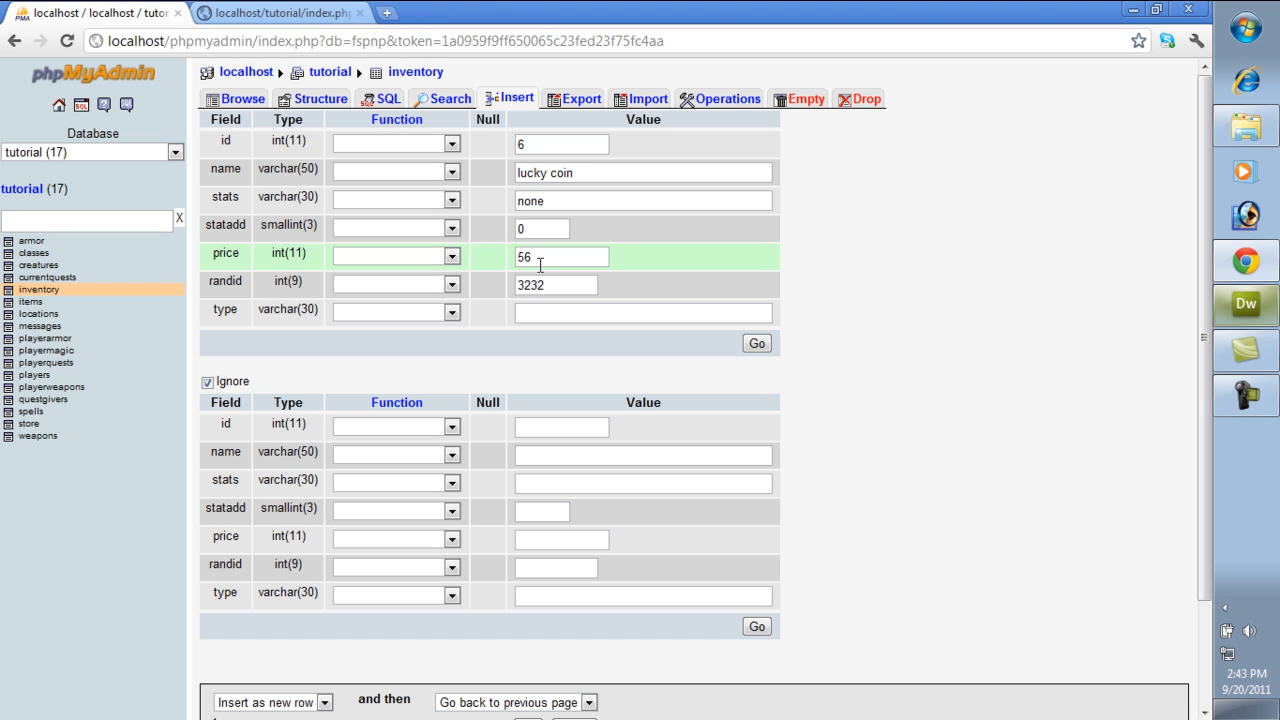 localhost / localhost / tutor
localhost/tutorial/index.php
localhost/phpmyadmin/index.php?db=fspnp&token=1a0959f9ff650065c23fed23f75fc4aa
phpMyAdmin
Database
tutorial (17)
tutorial (17)
X
armor
classes
creatures
currentquests
inventory
items
locations
messages
playerarmor
playermagic
playerquests
players
playerweapons
questgivers
spells
store
weapons
localhost tutorial inventory
Browse Structure SQL Search Insert Export Import Operations Empty Drop
Field Type Function Null Value
id int(11) 6
name varchar(50) lucky coin
stats varchar(30) none
statadd smallint(3) 0
price int(11) 56
randid int(9) 3232
type varchar(30)
Go
Ignore
Field Type Function Null Value
id int(11)
name varchar(50)
stats varchar(30)
statadd smallint(3)
price int(11)
randid int(9)
type varchar(30)
Go
Insert as new row and then Go back to previous page
Dw
2:43 PM
9/20/2011